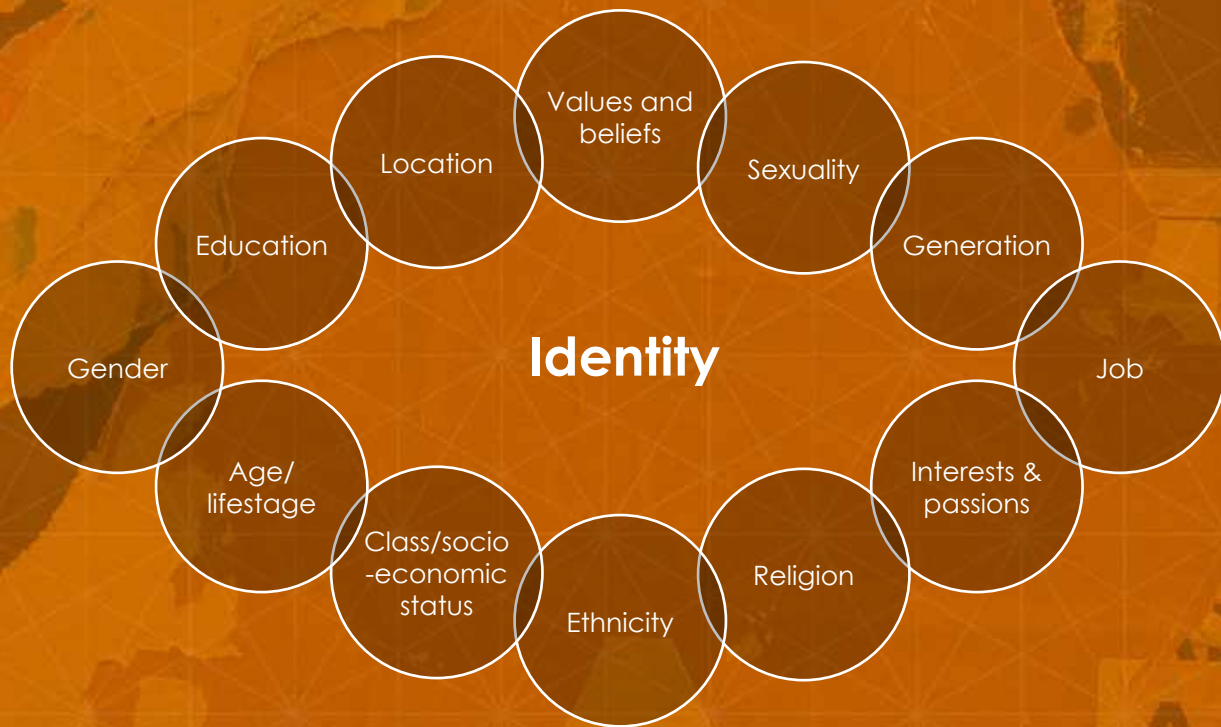 Values and
beliefs
Sexuality
Generation
Job
Interests &
passions
Religion
Ethnicity
Class/socio
-economic
status
Age/
lifestage
Gender
Education
Location
Identity